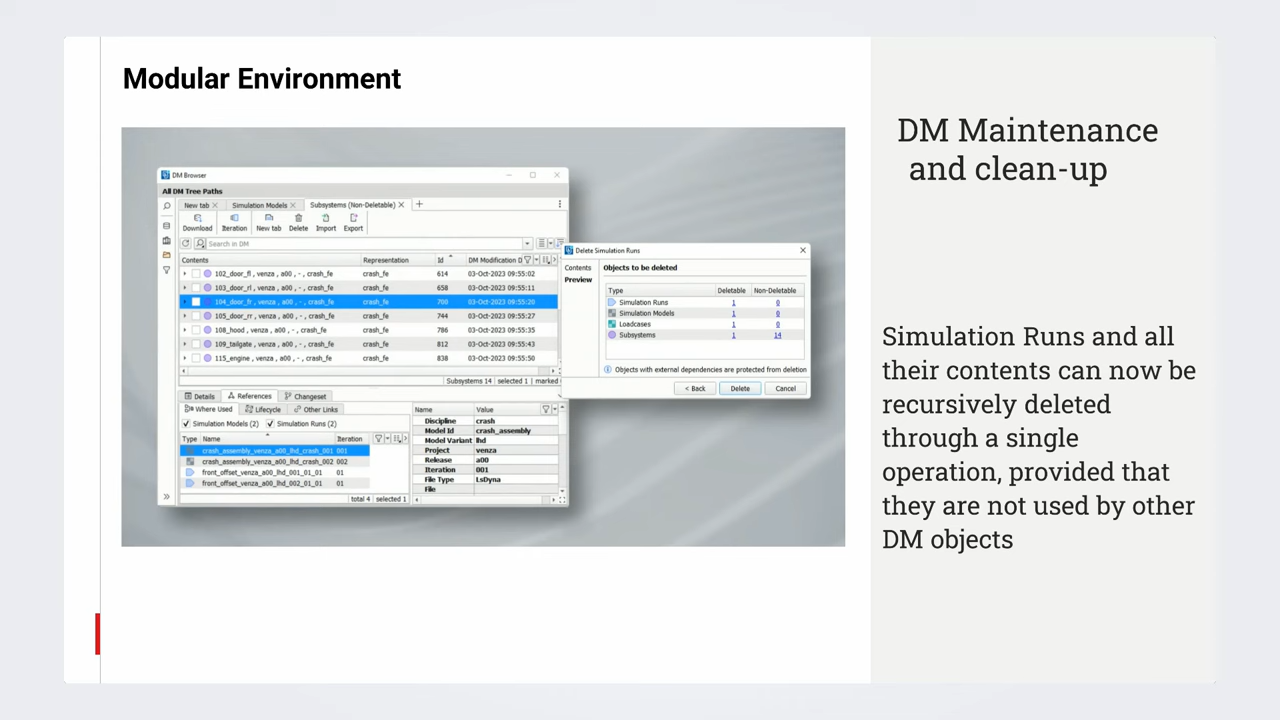 Modular Environment
DM Maintenance
and clean-up
Simulation Runs and all
their contents can now be
recursively deleted
through a single
operation, provided that
they are not used by other
DM objects
DM Browser
All DM Tree Paths
New tab
Simulation Models
Subsystems (Non-Deletable)
Download Iteration New tab Delete Import Export
Search in DM
Contents Representation Id DM Modification D
102_door_fl , venza , a00 , - , crash_fe crash_fe 614 03-Oct-2023 09:55:02
103_door_rl , venza , a00 , - , crash_fe crash_fe 658 03-Oct-2023 09:55:11
104_door_fr , venza , a00 , - , crash_fe crash_fe 700 03-Oct-2023 09:55:20
105_door_rr , venza , a00 , - , crash_fe crash_fe 744 03-Oct-2023 09:55:27
108_hood , venza , a00 , - , crash_fe crash_fe 786 03-Oct-2023 09:55:35
109_tailgate , venza , a00 , - , crash_fe crash_fe 812 03-Oct-2023 09:55:43
115_engine , venza , a00 , - , crash_fe crash_fe 838 03-Oct-2023 09:55:50
Subsystems 14 selected 1 marked
Details References Changeset
Where Used Lifecycle Other Links
Simulation Models (2) Simulation Runs (2)
Type Name Iteration
crash_assembly_venza_a00_lhd_crash_001 001
crash_assembly_venza_a00_lhd_crash_002 002
front_offset_venza_a00_lhd_001_01_01 01
front_offset_venza_a00_lhd_002_01_01 01
total 4 selected 1
Name Value
Discipline crash
Model Id crash_assembly
Model Variant lhd
Project venza
Release a00
Iteration 001
File Type LsDyna
File
Delete Simulation Runs
Contents
Preview
Objects to be deleted
Type Deletable Non-Deletable
Simulation Runs 1 0
Simulation Models 1 0
Loadcases 1 0
Subsystems 1 14
Objects with external dependencies are protected from deletion
< Back Delete Cancel